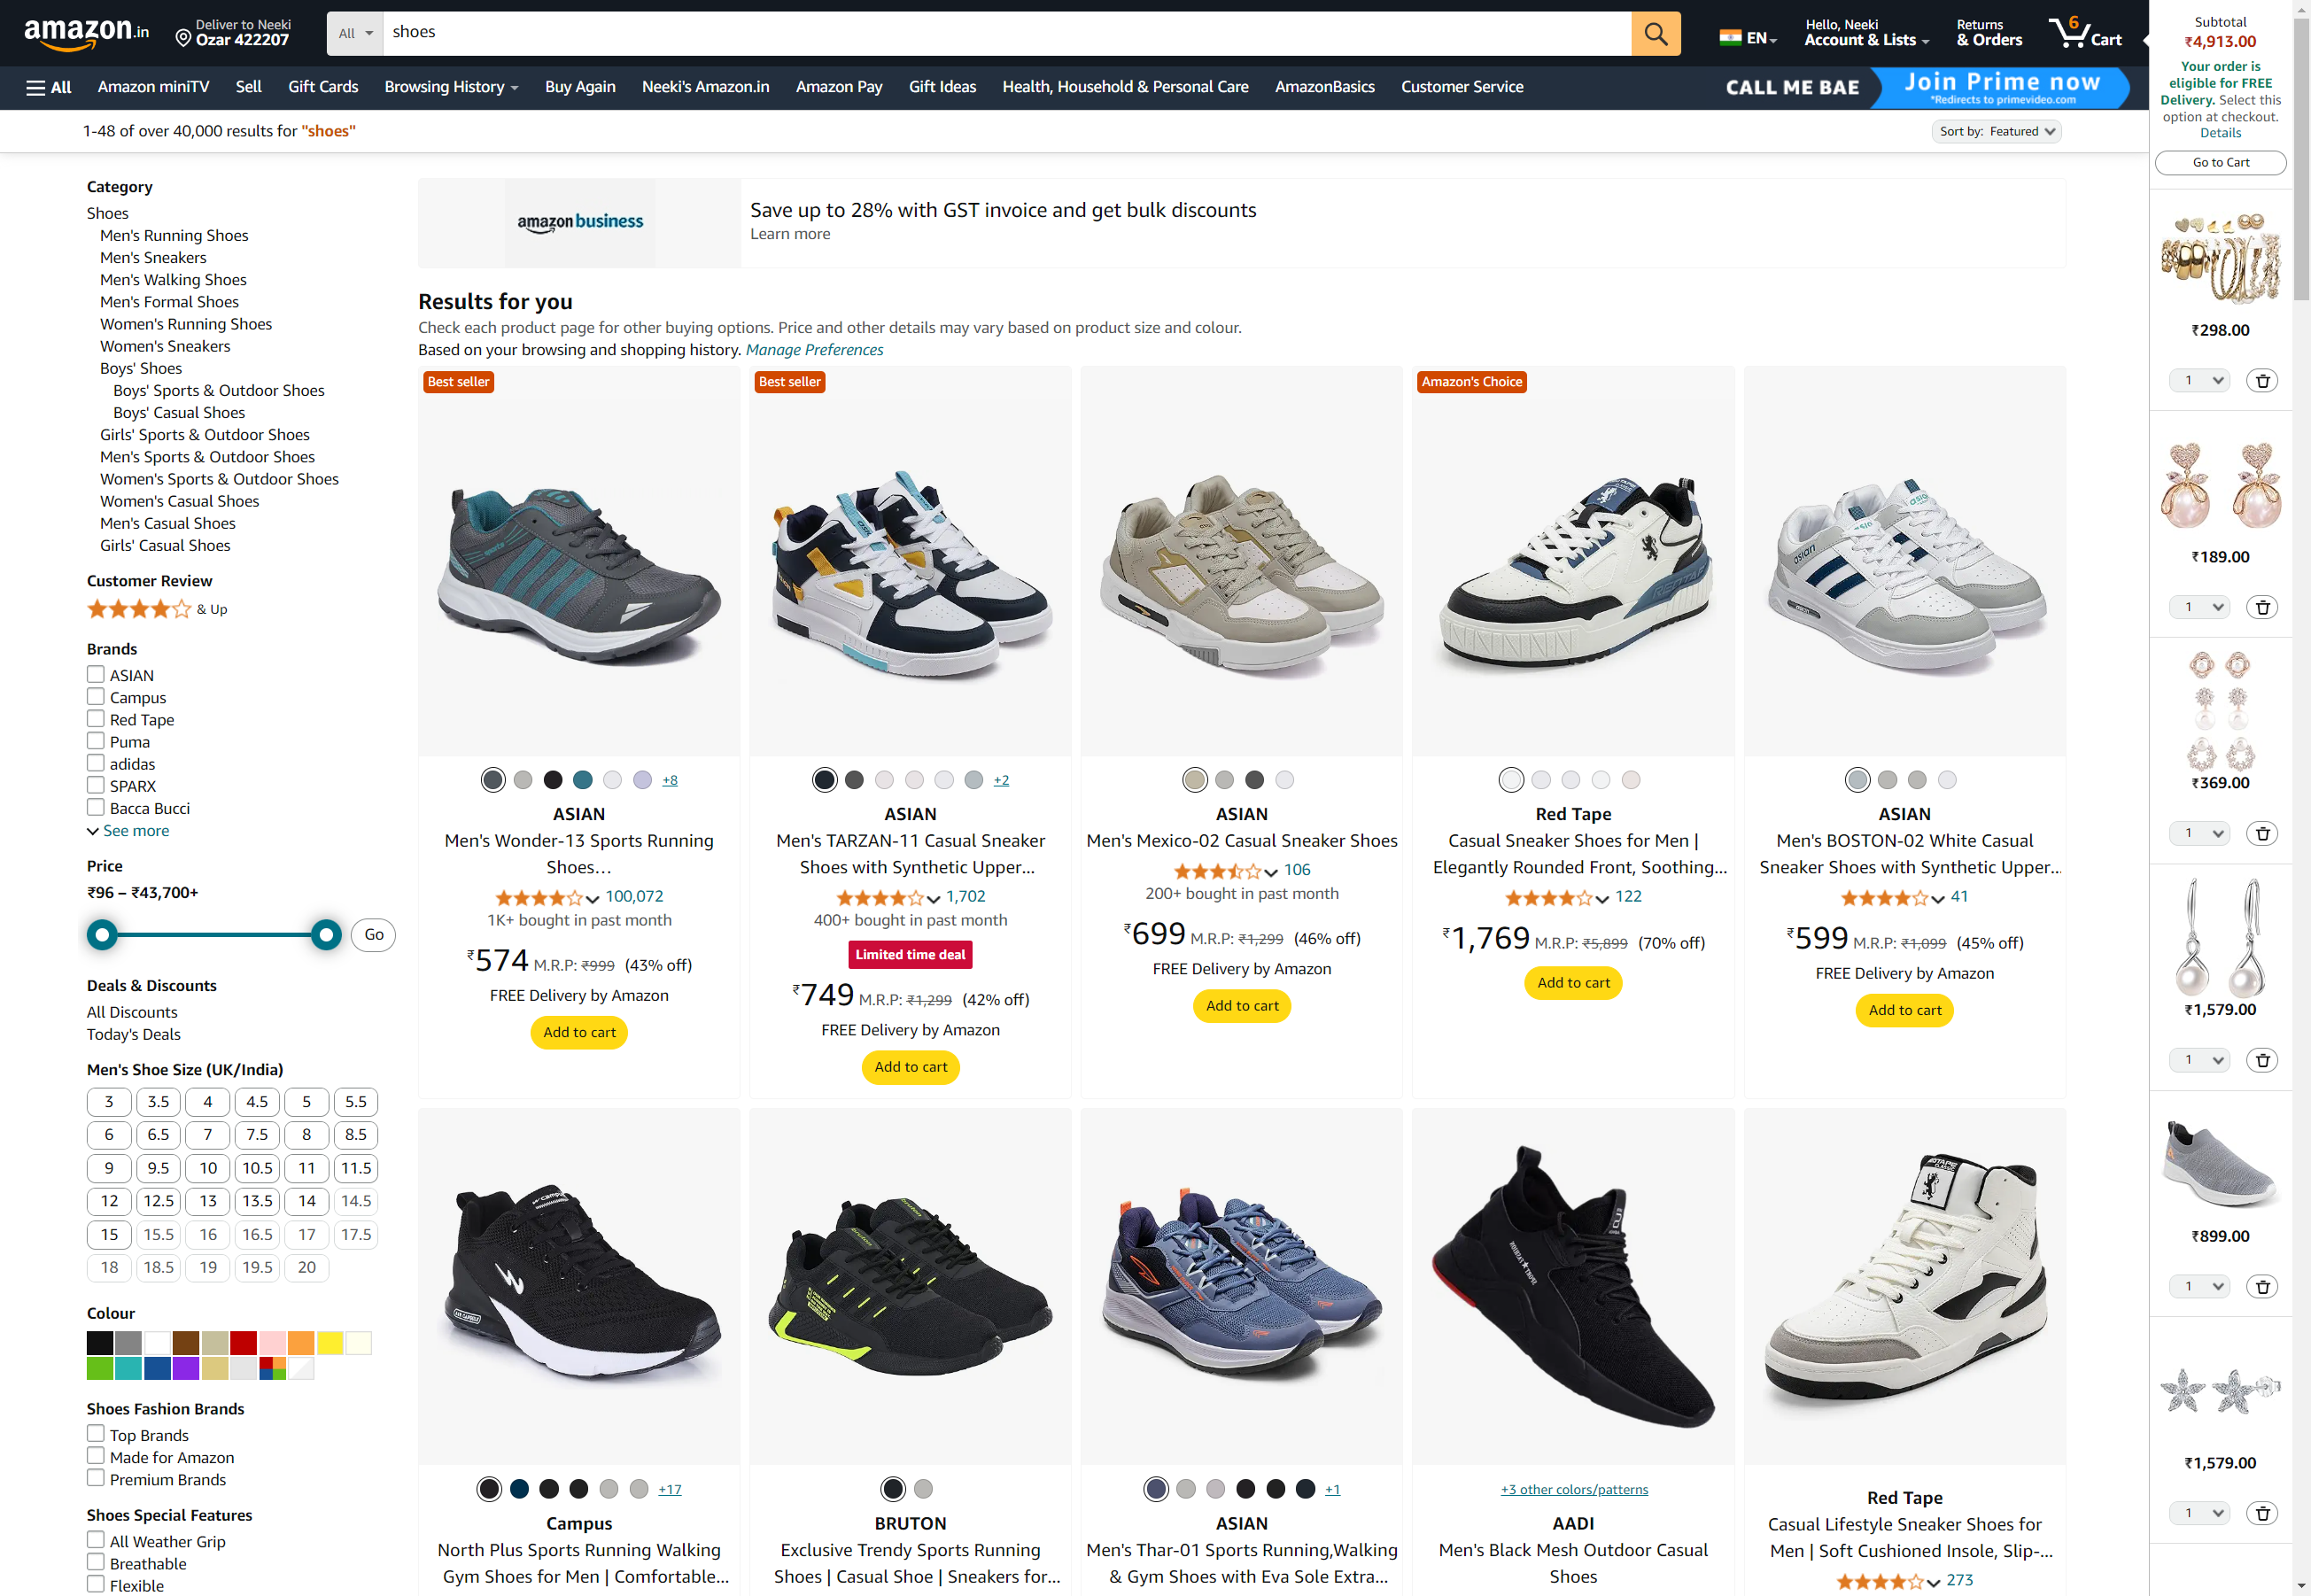 amazon.in
Deliver to Neeki
Ozar 422207
All
shoes
EN
Hello, Neeki
Account & Lists
Returns
& Orders
6
Cart
All
Amazon miniTV
Sell
Gift Cards
Browsing History
Buy Again
Neeki's Amazon.in
Amazon Pay
Gift Ideas
Health, Household & Personal Care
AmazonBasics
Customer Service
CALL ME BAE
Join Prime now
*Redirects to primevideo.com
1-48 of over 40,000 results for "shoes"
Sort by: Featured
Category
Shoes
Men's Running Shoes
Men's Sneakers
Men's Walking Shoes
Men's Formal Shoes
Women's Running Shoes
Women's Sneakers
Boys' Shoes
Boys' Sports & Outdoor Shoes
Boys' Casual Shoes
Girls' Sports & Outdoor Shoes
Men's Sports & Outdoor Shoes
Women's Sports & Outdoor Shoes
Women's Casual Shoes
Men's Casual Shoes
Girls' Casual Shoes
Customer Review
& Up
Brands
ASIAN
Campus
Red Tape
Puma
adidas
SPARX
Bacca Bucci
See more
Price
₹96 – ₹43,700+
Go
Deals & Discounts
All Discounts
Today's Deals
Men's Shoe Size (UK/India)
3 3.5 4 4.5 5 5.5
6 6.5 7 7.5 8 8.5
9 9.5 10 10.5 11 11.5
12 12.5 13 13.5 14 14.5
15 15.5 16 16.5 17 17.5
18 18.5 19 19.5 20
Colour
Shoes Fashion Brands
Top Brands
Made for Amazon
Premium Brands
Shoes Special Features
All Weather Grip
Breathable
Flexible
amazon business
Save up to 28% with GST invoice and get bulk discounts
Learn more
Results for you
Check each product page for other buying options. Price and other details may vary based on product size and colour.
Based on your browsing and shopping history. Manage Preferences
Best seller
+8
ASIAN
Men's Wonder-13 Sports Running
Shoes…
100,072
1K+ bought in past month
₹574 M.R.P: ₹999 (43% off)
FREE Delivery by Amazon
Add to cart
Best seller
+2
ASIAN
Men's TARZAN-11 Casual Sneaker
Shoes with Synthetic Upper...
1,702
400+ bought in past month
Limited time deal
₹749 M.R.P: ₹1,299 (42% off)
FREE Delivery by Amazon
Add to cart
ASIAN
Men's Mexico-02 Casual Sneaker Shoes
106
200+ bought in past month
₹699 M.R.P: ₹1,299 (46% off)
FREE Delivery by Amazon
Add to cart
Amazon's Choice
Red Tape
Casual Sneaker Shoes for Men |
Elegantly Rounded Front, Soothing...
122
₹1,769 M.R.P: ₹5,899 (70% off)
Add to cart
asian
ASIAN
Men's BOSTON-02 White Casual
Sneaker Shoes with Synthetic Upper...
41
₹599 M.R.P: ₹1,099 (45% off)
FREE Delivery by Amazon
Add to cart
campus
AIR CAPSULE
+17
Campus
North Plus Sports Running Walking
Gym Shoes for Men | Comfortable...
BRUTON
Exclusive Trendy Sports Running
Shoes | Casual Shoe | Sneakers for...
+1
ASIAN
Men's Thar-01 Sports Running,Walking
& Gym Shoes with Eva Sole Extra...
+3 other colors/patterns
AADI
Men's Black Mesh Outdoor Casual
Shoes
REDTAPE
Red Tape
Casual Lifestyle Sneaker Shoes for
Men | Soft Cushioned Insole, Slip-...
273
Subtotal
₹4,913.00
Your order is
eligible for FREE
Delivery. Select this
option at checkout.
Details
Go to Cart
₹298.00
1
₹189.00
1
₹369.00
1
₹1,579.00
1
₹899.00
1
₹1,579.00
1